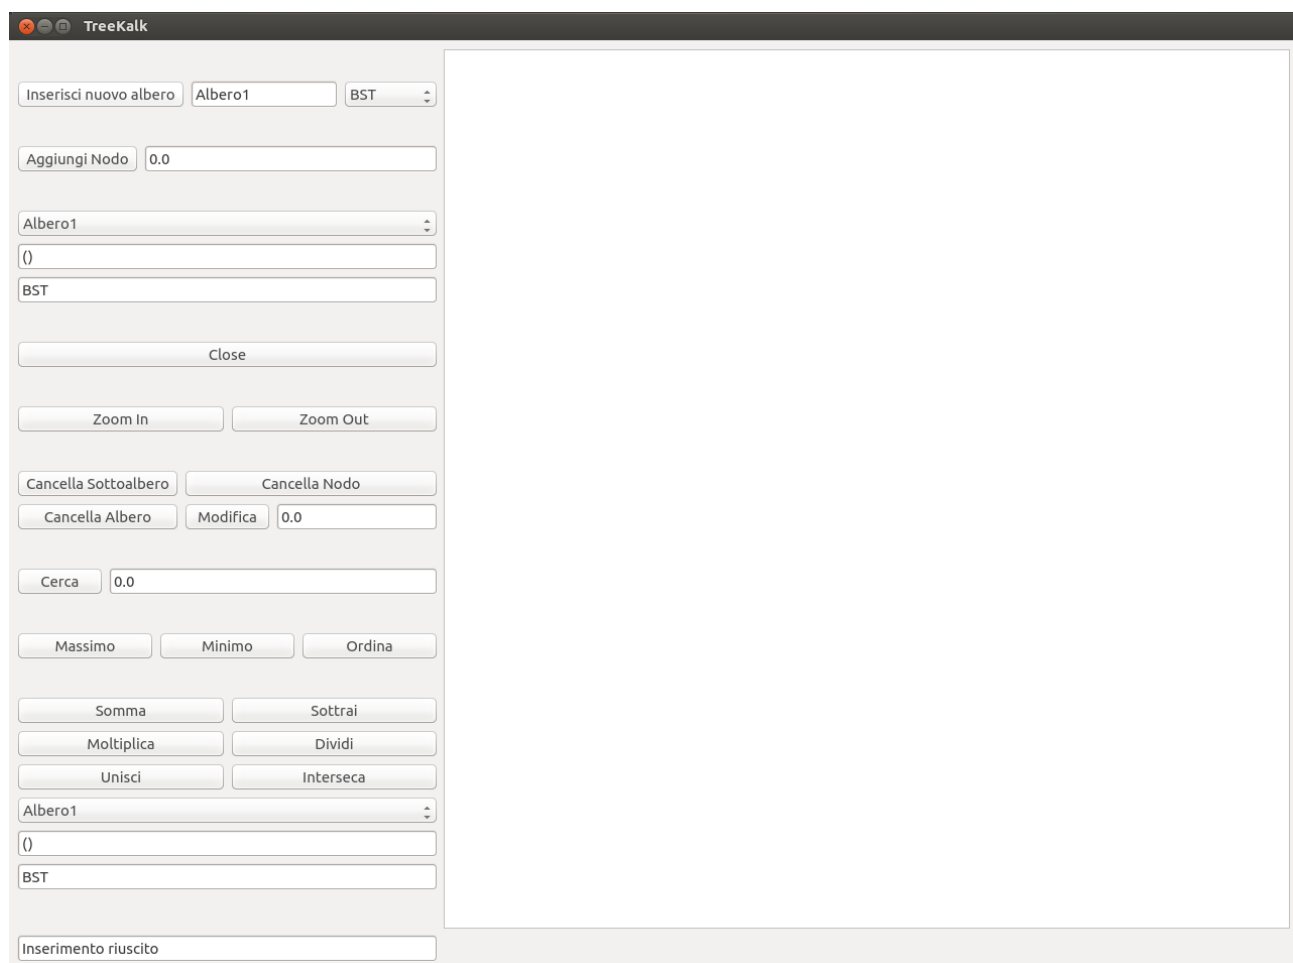 TreeKalk
Inserisci nuovo albero Albero1 BST
Aggiungi Nodo 0.0
Albero1
()
BST
Close
Zoom In Zoom Out
Cancella Sottoalbero Cancella Nodo
Cancella Albero Modifica 0.0
Cerca 0.0
Massimo Minimo Ordina
Somma Sottrai
Moltiplica Dividi
Unisci Interseca
Albero1
()
BST
Inserimento riuscito